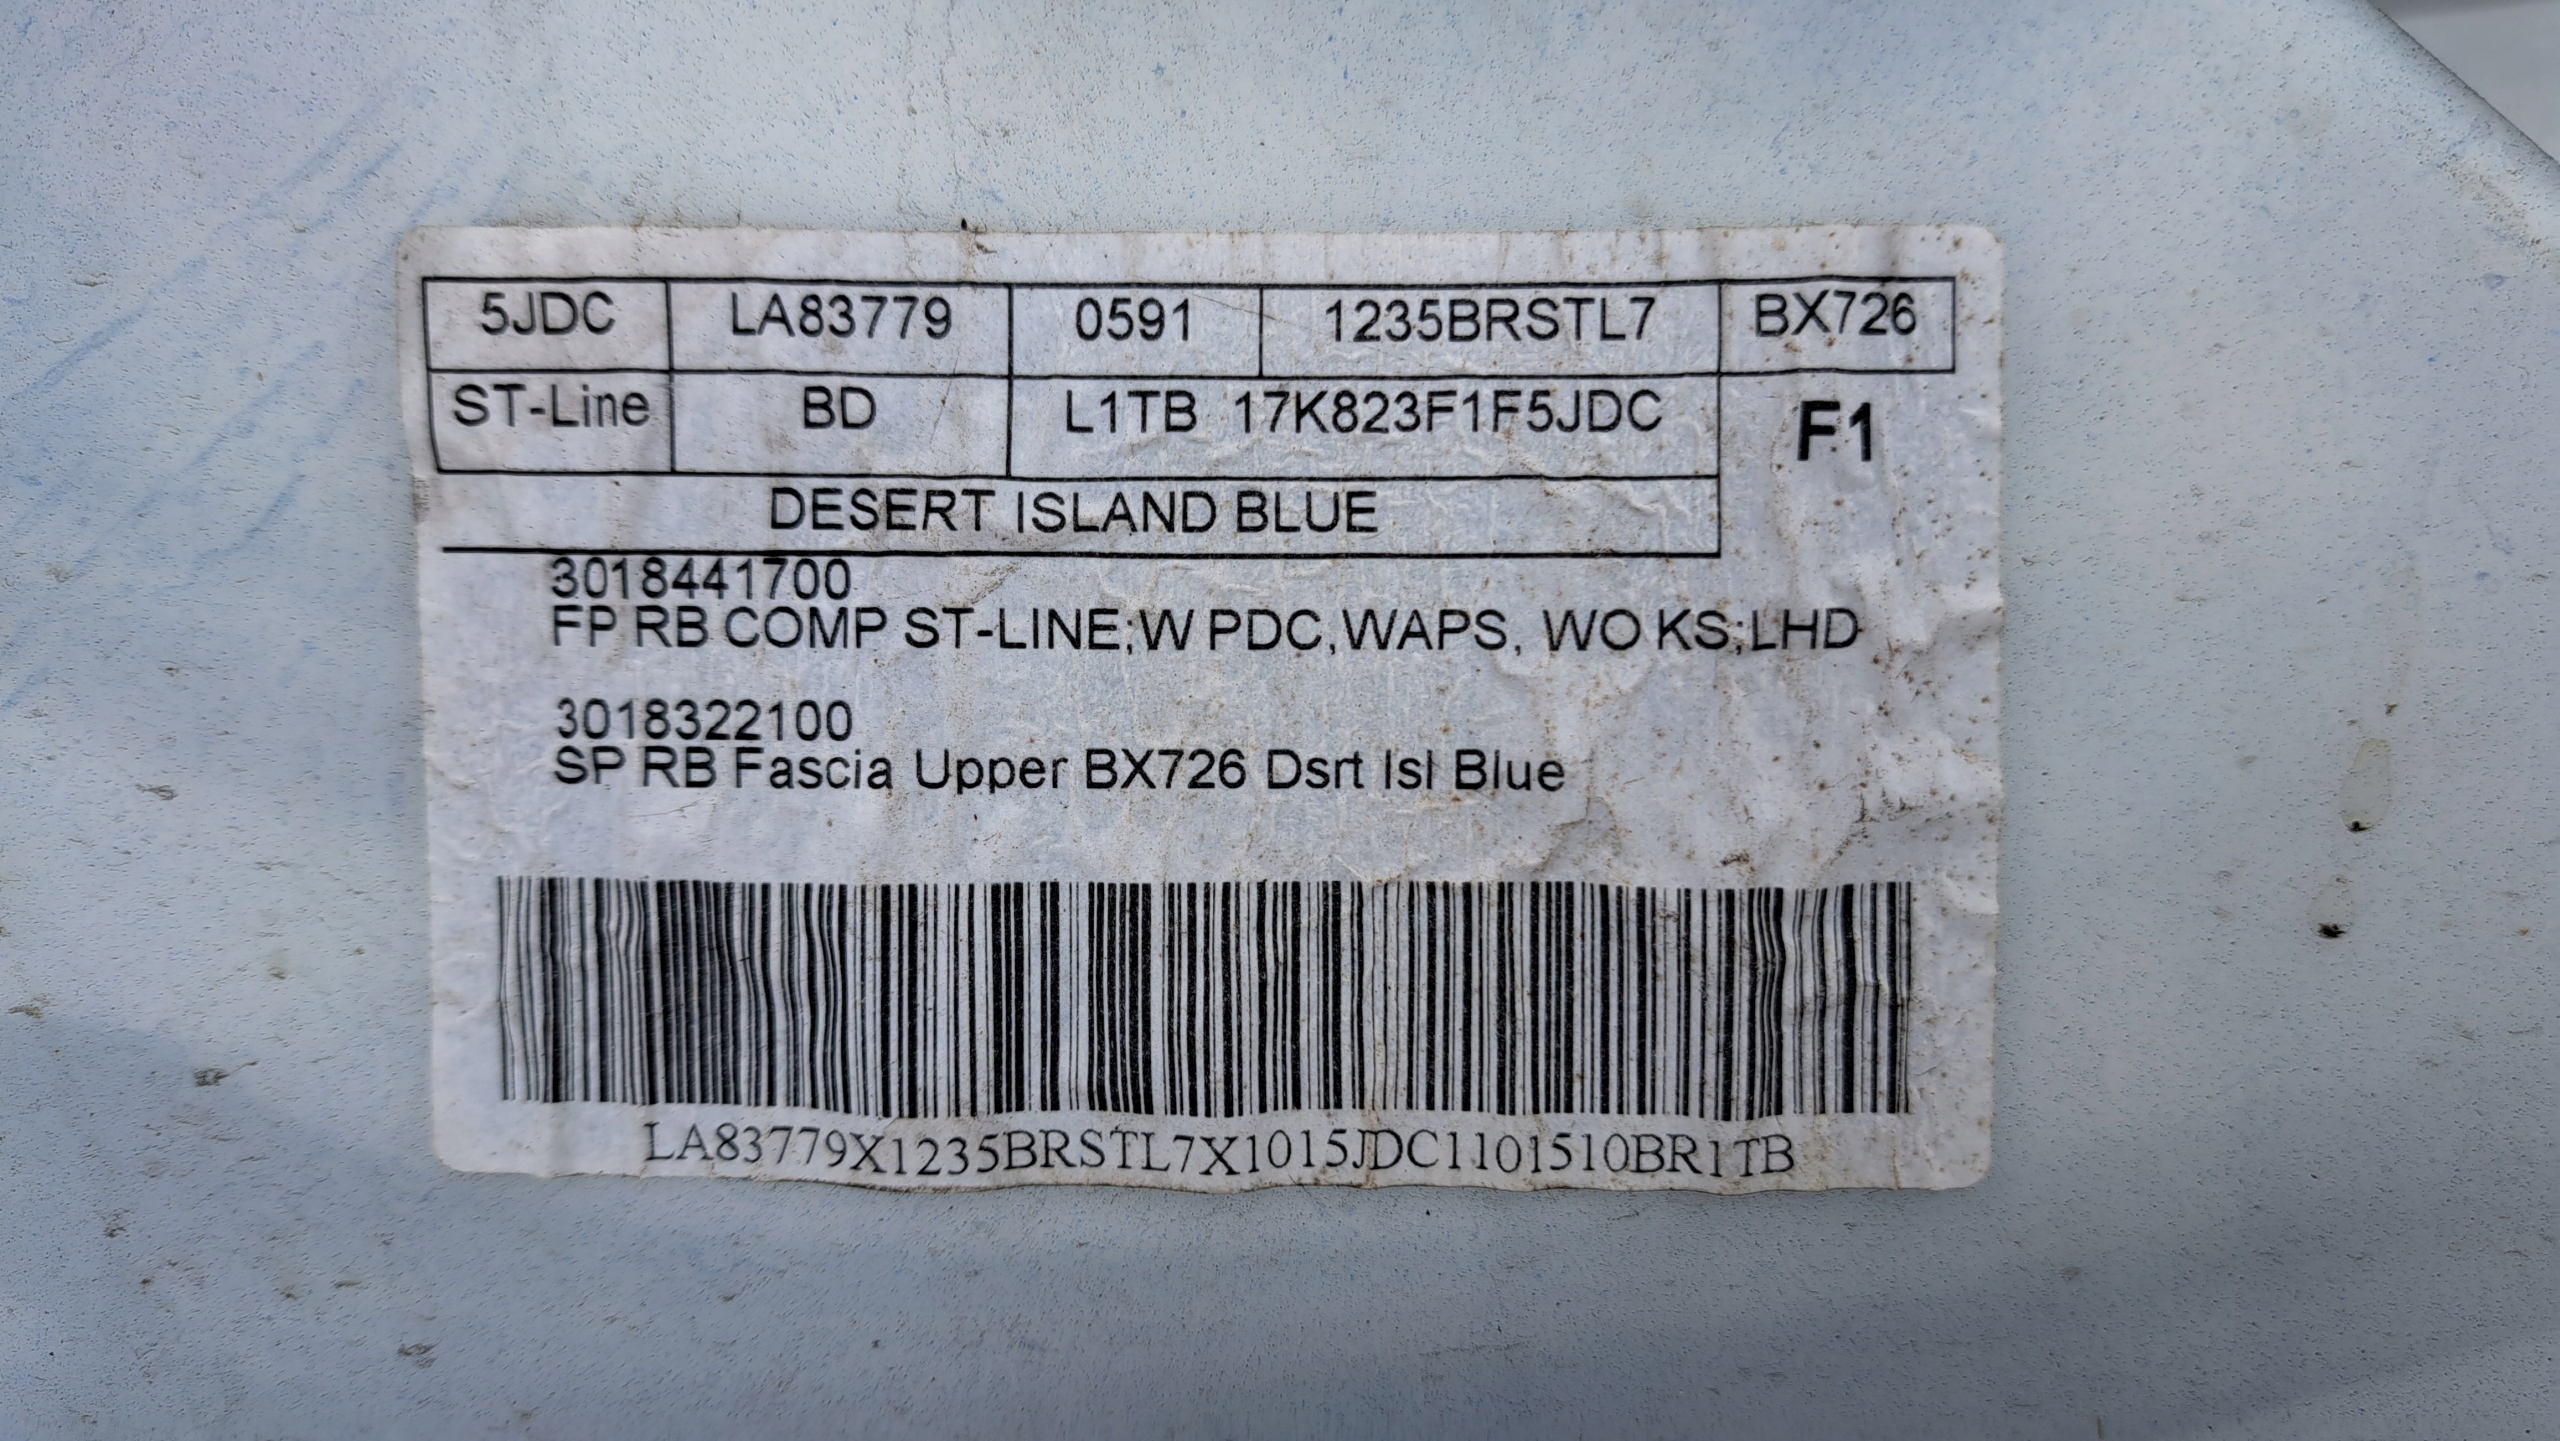 5JDC LA83779 0591 1235BRSTL7 BX726
ST-Line BD L1TB 17K823F1F5JDC F1
DESERT ISLAND BLUE
3018441700
FP RB COMP ST-LINE;W PDC,WAPS, WO KS;LHD
3018322100
SP RB Fascia Upper BX726 Dsrt Isl Blue
LA83779X1235BRSTL7X1015JDC1101510BR1TB